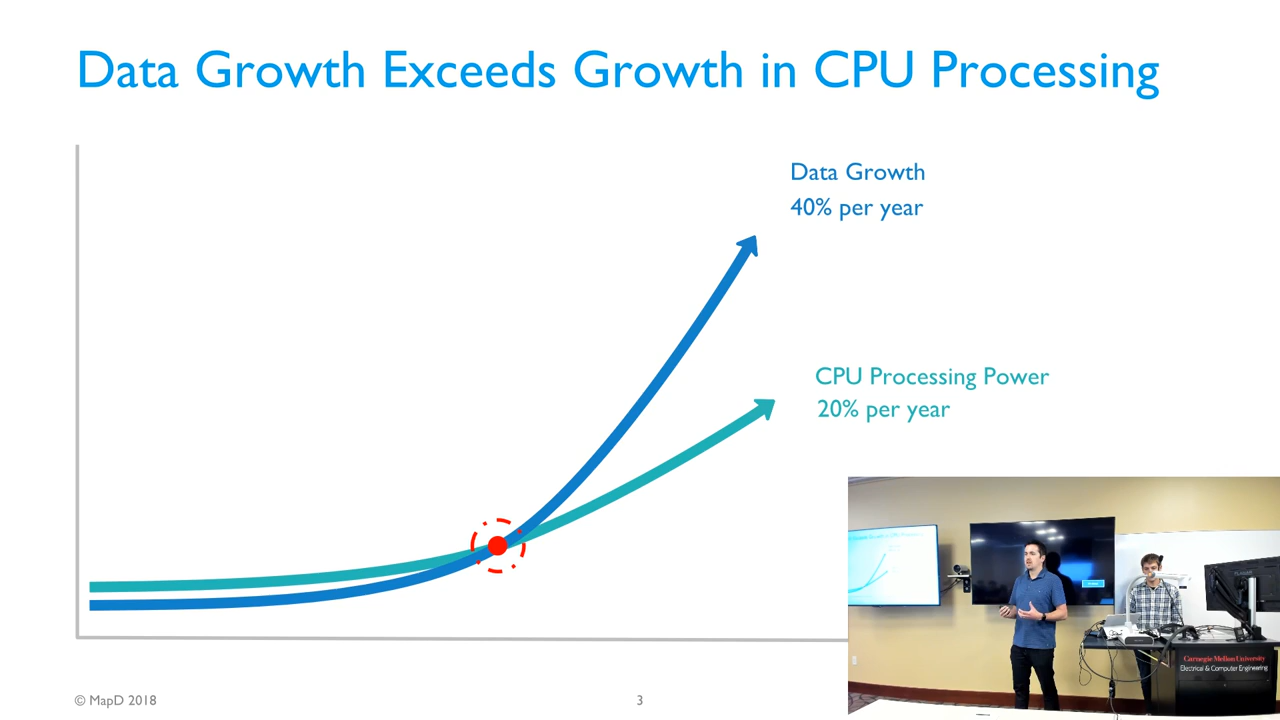 Data Growth Exceeds Growth in CPU Processing
Data Growth
40% per year
CPU Processing Power
20% per year
Carnegie Mellon University
Electrical & Computer Engineering
© MapD 2018
3